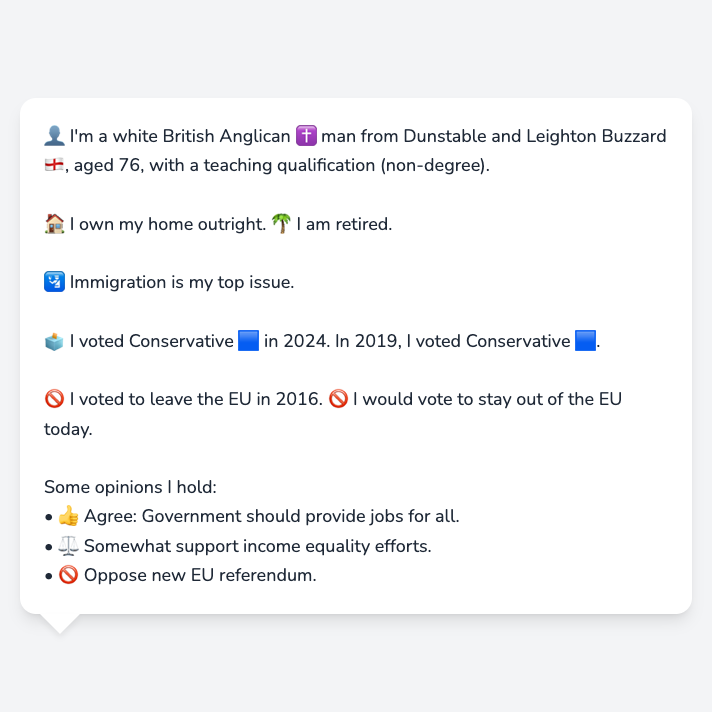 👤 I'm a white British Anglican ✝️ man from Dunstable and Leighton Buzzard
🏴󠁧󠁢󠁥󠁮󠁧󠁿, aged 76, with a teaching qualification (non-degree).
🏠 I own my home outright. 🌴 I am retired.
🛂 Immigration is my top issue.
🗳️ I voted Conservative 🟦 in 2024. In 2019, I voted Conservative 🟦.
🚫 I voted to leave the EU in 2016. 🚫 I would vote to stay out of the EU
today.
Some opinions I hold:
• 👍 Agree: Government should provide jobs for all.
• ⚖️ Somewhat support income equality efforts.
• 🚫 Oppose new EU referendum.